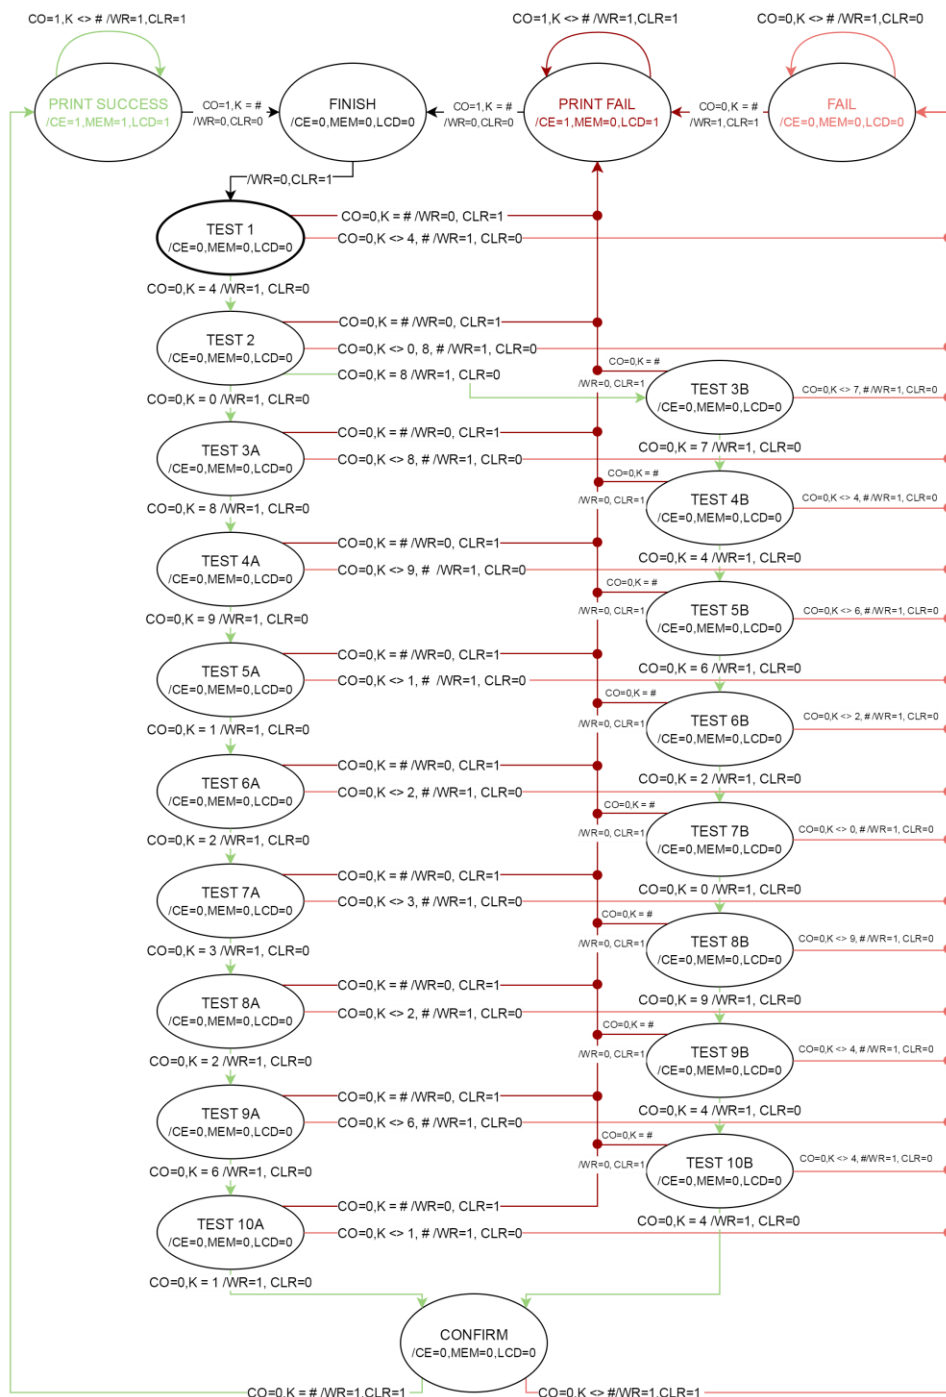 CO=1,K <> # /WR=1,CLR=1
CO=1,K <> # /WR=1,CLR=1
CO=0,K <> # /WR=1,CLR=0
PRINT SUCCESS
/CE=1,MEM=1,LCD=1
CO=1,K = #
/WR=0,CLR=0
FINISH
/CE=0,MEM=0,LCD=0
CO=1,K = #
/WR=0,CLR=0
PRINT FAIL
/CE=1,MEM=0,LCD=1
CO=0,K = #
/WR=1,CLR=1
FAIL
/CE=0,MEM=0,LCD=0
/WR=0,CLR=1
TEST 1
/CE=0,MEM=0,LCD=0
CO=0,K = # /WR=0, CLR=1
CO=0,K <> 4, # /WR=1, CLR=0
CO=0,K = 4 /WR=1, CLR=0
TEST 2
/CE=0,MEM=0,LCD=0
CO=0,K = # /WR=0, CLR=1
CO=0,K <> 0, 8, # /WR=1, CLR=0
CO=0,K = 8 /WR=1, CLR=0
CO=0,K = 0 /WR=1, CLR=0
TEST 3A
/CE=0,MEM=0,LCD=0
CO=0,K = # /WR=0, CLR=1
CO=0,K <> 8, # /WR=1, CLR=0
CO=0,K = 8 /WR=1, CLR=0
TEST 4A
/CE=0,MEM=0,LCD=0
CO=0,K = # /WR=0, CLR=1
CO=0,K <> 9, # /WR=1, CLR=0
CO=0,K = 9 /WR=1, CLR=0
TEST 5A
/CE=0,MEM=0,LCD=0
CO=0,K = # /WR=0, CLR=1
CO=0,K <> 1, # /WR=1, CLR=0
CO=0,K = 1 /WR=1, CLR=0
TEST 6A
/CE=0,MEM=0,LCD=0
CO=0,K = # /WR=0, CLR=1
CO=0,K <> 2, # /WR=1, CLR=0
CO=0,K = 2 /WR=1, CLR=0
TEST 7A
/CE=0,MEM=0,LCD=0
CO=0,K = # /WR=0, CLR=1
CO=0,K <> 3, # /WR=1, CLR=0
CO=0,K = 3 /WR=1, CLR=0
TEST 8A
/CE=0,MEM=0,LCD=0
CO=0,K = # /WR=0, CLR=1
CO=0,K <> 2, # /WR=1, CLR=0
CO=0,K = 2 /WR=1, CLR=0
TEST 9A
/CE=0,MEM=0,LCD=0
CO=0,K = # /WR=0, CLR=1
CO=0,K <> 6, # /WR=1, CLR=0
CO=0,K = 6 /WR=1, CLR=0
TEST 10A
/CE=0,MEM=0,LCD=0
CO=0,K = # /WR=0, CLR=1
CO=0,K <> 1, # /WR=1, CLR=0
CO=0,K = 1 /WR=1, CLR=0
CO=0,K = #
/WR=0, CLR=1
TEST 3B
/CE=0,MEM=0,LCD=0
CO=0,K <> 7, # /WR=1, CLR=0
CO=0,K = 7 /WR=1, CLR=0
CO=0,K = #
/WR=0, CLR=1
TEST 4B
/CE=0,MEM=0,LCD=0
CO=0,K <> 4, # /WR=1, CLR=0
CO=0,K = 4 /WR=1, CLR=0
CO=0,K = #
/WR=0, CLR=1
TEST 5B
/CE=0,MEM=0,LCD=0
CO=0,K <> 6, # /WR=1, CLR=0
CO=0,K = 6 /WR=1, CLR=0
CO=0,K = #
/WR=0, CLR=1
TEST 6B
/CE=0,MEM=0,LCD=0
CO=0,K <> 2, # /WR=1, CLR=0
CO=0,K = 2 /WR=1, CLR=0
CO=0,K = #
/WR=0, CLR=1
TEST 7B
/CE=0,MEM=0,LCD=0
CO=0,K <> 0, # /WR=1, CLR=0
CO=0,K = 0 /WR=1, CLR=0
CO=0,K = #
/WR=0, CLR=1
TEST 8B
/CE=0,MEM=0,LCD=0
CO=0,K <> 9, # /WR=1, CLR=0
CO=0,K = 9 /WR=1, CLR=0
CO=0,K = #
/WR=0, CLR=1
TEST 9B
/CE=0,MEM=0,LCD=0
CO=0,K <> 4, # /WR=1, CLR=0
CO=0,K = 4 /WR=1, CLR=0
CO=0,K = #
/WR=0, CLR=1
TEST 10B
/CE=0,MEM=0,LCD=0
CO=0,K <> 4, #/WR=1, CLR=0
CO=0,K = 4 /WR=1, CLR=0
CONFIRM
/CE=0,MEM=0,LCD=0
CO=0,K = # /WR=1,CLR=1
CO=0,K <> #/WR=1,CLR=1